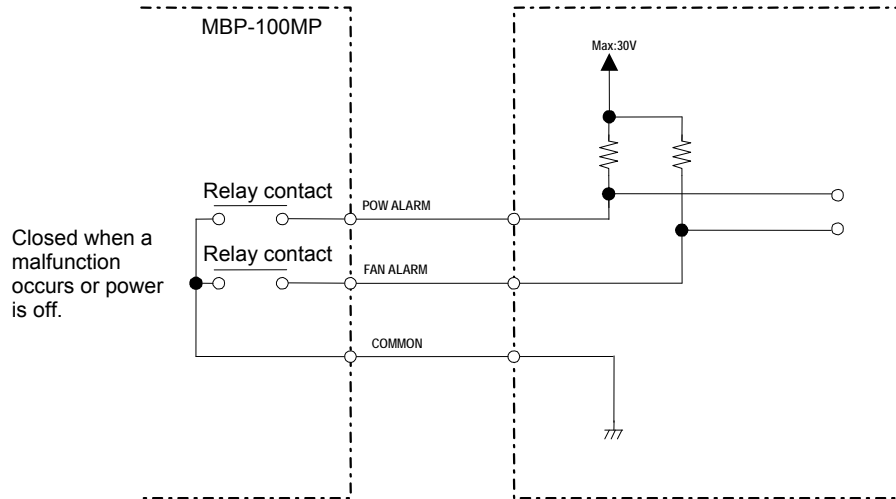 MBP-100MP
Max:30V
Relay contact
POW ALARM
Closed when a
malfunction
occurs or power
is off.
Relay contact
FAN ALARM
COMMON